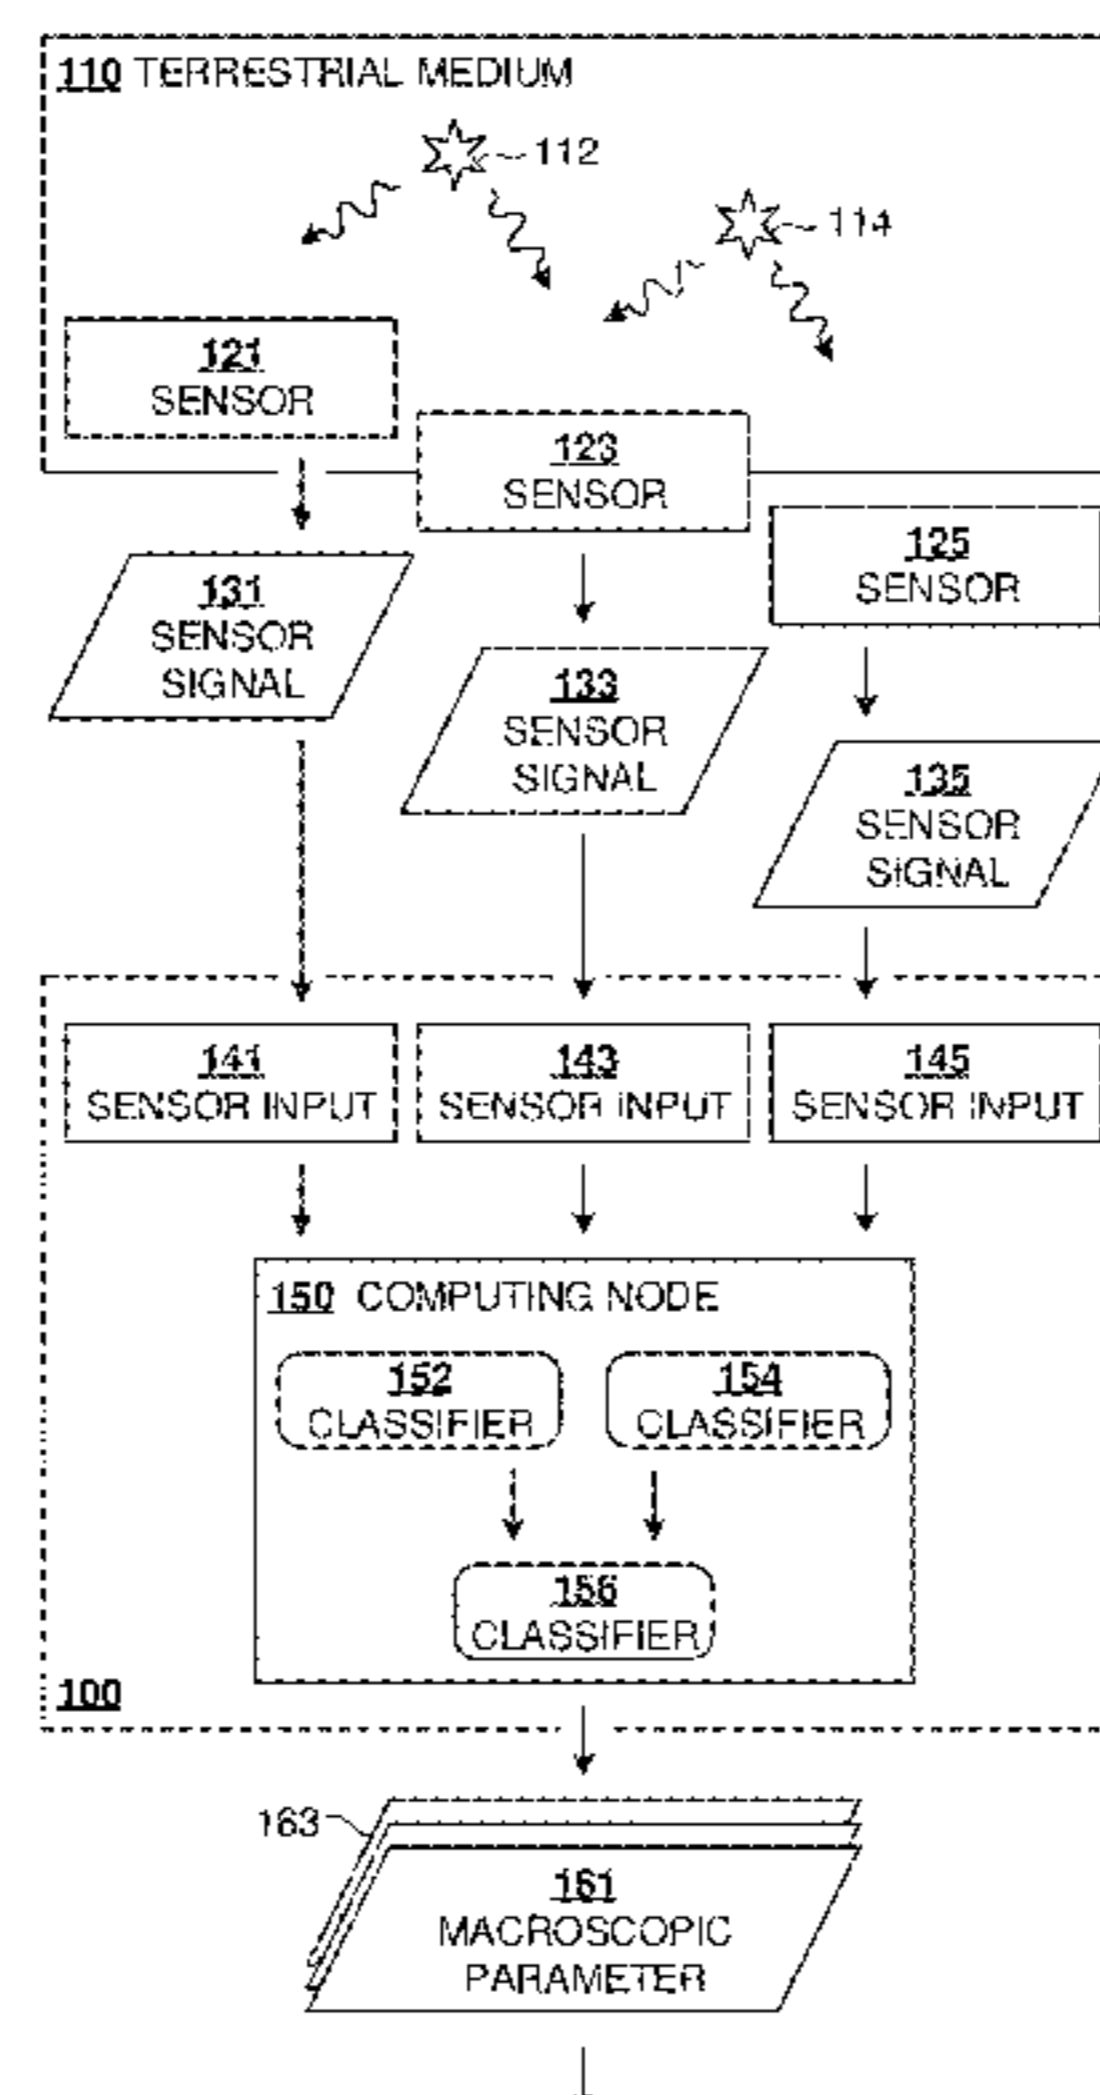 110 TERRESTRIAL MEDIUM
112
114
121
SENSOR
123
SENSOR
125
SENSOR
131
SENSOR
SIGNAL
133
SENSOR
SIGNAL
135
SENSOR
SIGNAL
141
SENSOR INPUT
143
SENSOR INPUT
145
SENSOR INPUT
150 COMPUTING NODE
152
CLASSIFIER
154
CLASSIFIER
156
CLASSIFIER
100
163
161
MACROSCOPIC
PARAMETER